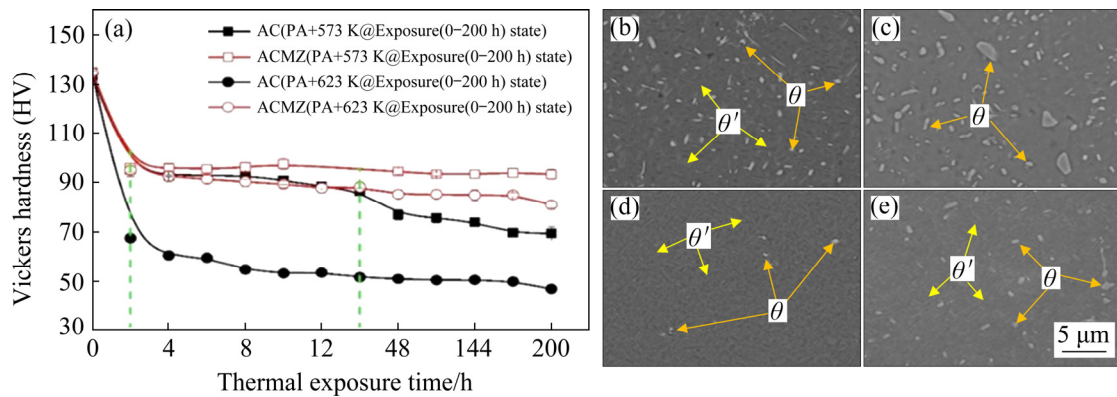 (a)
150
130
110
90
70
50
30
Vickers hardness (HV)
AC(PA+573 K@Exposure(0−200 h) state)
ACMZ(PA+573 K@Exposure(0−200 h) state)
AC(PA+623 K@Exposure(0−200 h) state)
ACMZ(PA+623 K@Exposure(0−200 h) state)
0 4 8 12 48 144 200
Thermal exposure time/h
(b)
θ
θ′
(c)
θ
(d)
θ′
θ
(e)
θ′
θ
5 μm